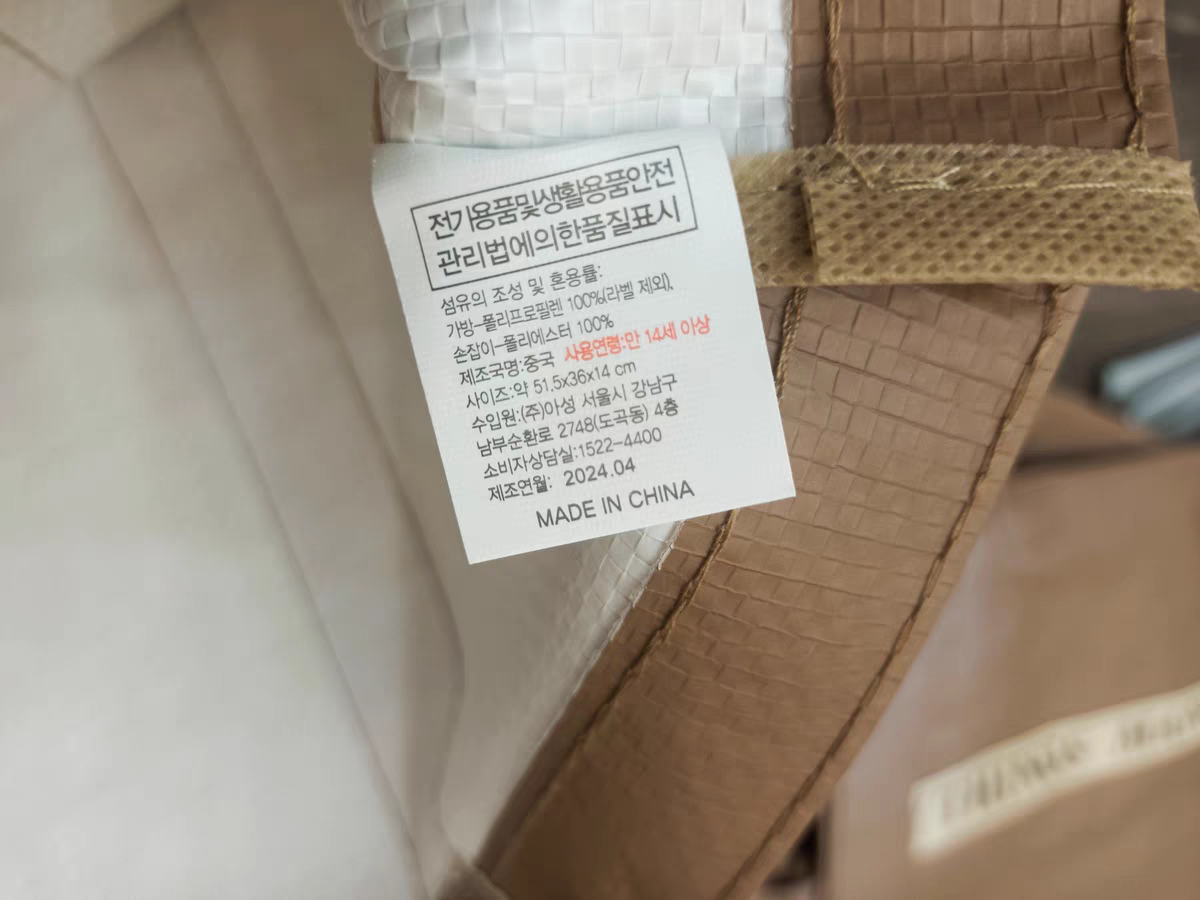 전기용품및생활용품안전
관리법에의한품질표시
섬유의 조성 및 혼용률:
가방-폴리프로필렌 100%(라벨 제외),
손잡이-폴리에스터 100%
제조국명:중국 사용연령:만 14세 이상
사이즈:약 51.5x36x14 cm
수입원:(주)아성 서울시 강남구
남부순환로 2748(도곡동) 4층
소비자상담실:1522-4400
제조연월: 2024.04
MADE IN CHINA